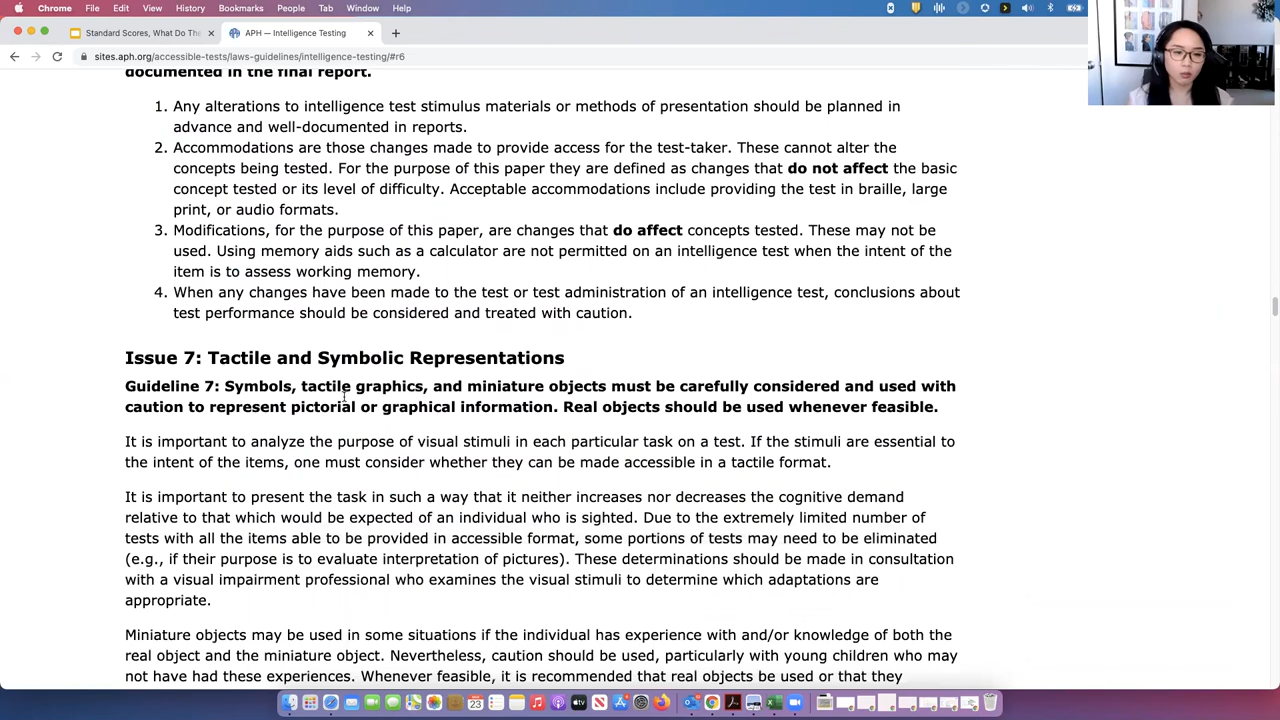 Chrome File Edit View History Bookmarks People Tab Window Help
Standard Scores, What Do Th
APH — Intelligence Testing
sites.aph.org/accessible-tests/laws-guidelines/intelligence-testing/#r6
documented in the final report.
1. Any alterations to intelligence test stimulus materials or methods of presentation should be planned in
advance and well-documented in reports.
2. Accommodations are those changes made to provide access for the test-taker. These cannot alter the
concepts being tested. For the purpose of this paper they are defined as changes that do not affect the basic
concept tested or its level of difficulty. Acceptable accommodations include providing the test in braille, large
print, or audio formats.
3. Modifications, for the purpose of this paper, are changes that do affect concepts tested. These may not be
used. Using memory aids such as a calculator are not permitted on an intelligence test when the intent of the
item is to assess working memory.
4. When any changes have been made to the test or test administration of an intelligence test, conclusions about
test performance should be considered and treated with caution.
Issue 7: Tactile and Symbolic Representations
Guideline 7: Symbols, tactile graphics, and miniature objects must be carefully considered and used with
caution to represent pictorial or graphical information. Real objects should be used whenever feasible.
It is important to analyze the purpose of visual stimuli in each particular task on a test. If the stimuli are essential to
the intent of the items, one must consider whether they can be made accessible in a tactile format.
It is important to present the task in such a way that it neither increases nor decreases the cognitive demand
relative to that which would be expected of an individual who is sighted. Due to the extremely limited number of
tests with all the items able to be provided in accessible format, some portions of tests may need to be eliminated
(e.g., if their purpose is to evaluate interpretation of pictures). These determinations should be made in consultation
with a visual impairment professional who examines the visual stimuli to determine which adaptations are
appropriate.
Miniature objects may be used in some situations if the individual has experience with and/or knowledge of both the
real object and the miniature object. Nevertheless, caution should be used, particularly with young children who may
not have had these experiences. Whenever feasible, it is recommended that real objects be used or that they
23